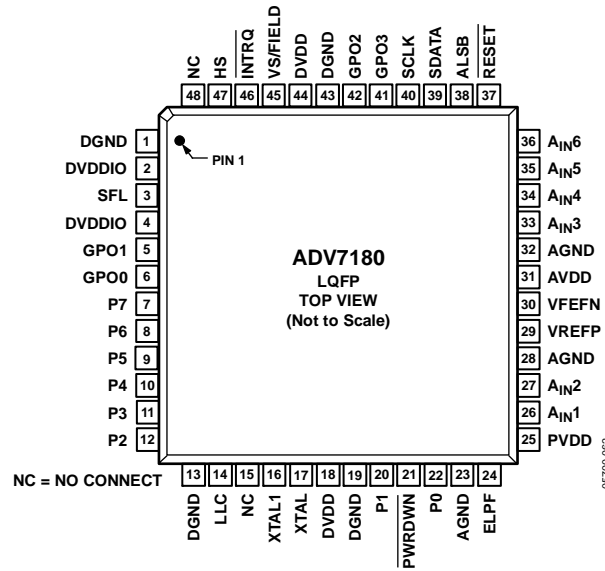 NC HS INTRQ VS/FIELD DVDD DGND GPO2 GPO3 SCLK SDATA ALSB RESET
48 47 46 45 44 43 42 41 40 39 38 37
DGND 1
DVDDIO 2
SFL 3
DVDDIO 4
GPO1 5
GPO0 6
P7 7
P6 8
P5 9
P4 10
P3 11
P2 12
PIN 1
ADV7180
LQFP
TOP VIEW
(Not to Scale)
36 AIN6
35 AIN5
34 AIN4
33 AIN3
32 AGND
31 AVDD
30 VFEFN
29 VREFP
28 AGND
27 AIN2
26 AIN1
25 PVDD
NC = NO CONNECT
13 14 15 16 17 18 19 20 21 22 23 24
DGND LLC NC XTAL1 XTAL DVDD DGND P1 PWRDWN P0 AGND ELPF